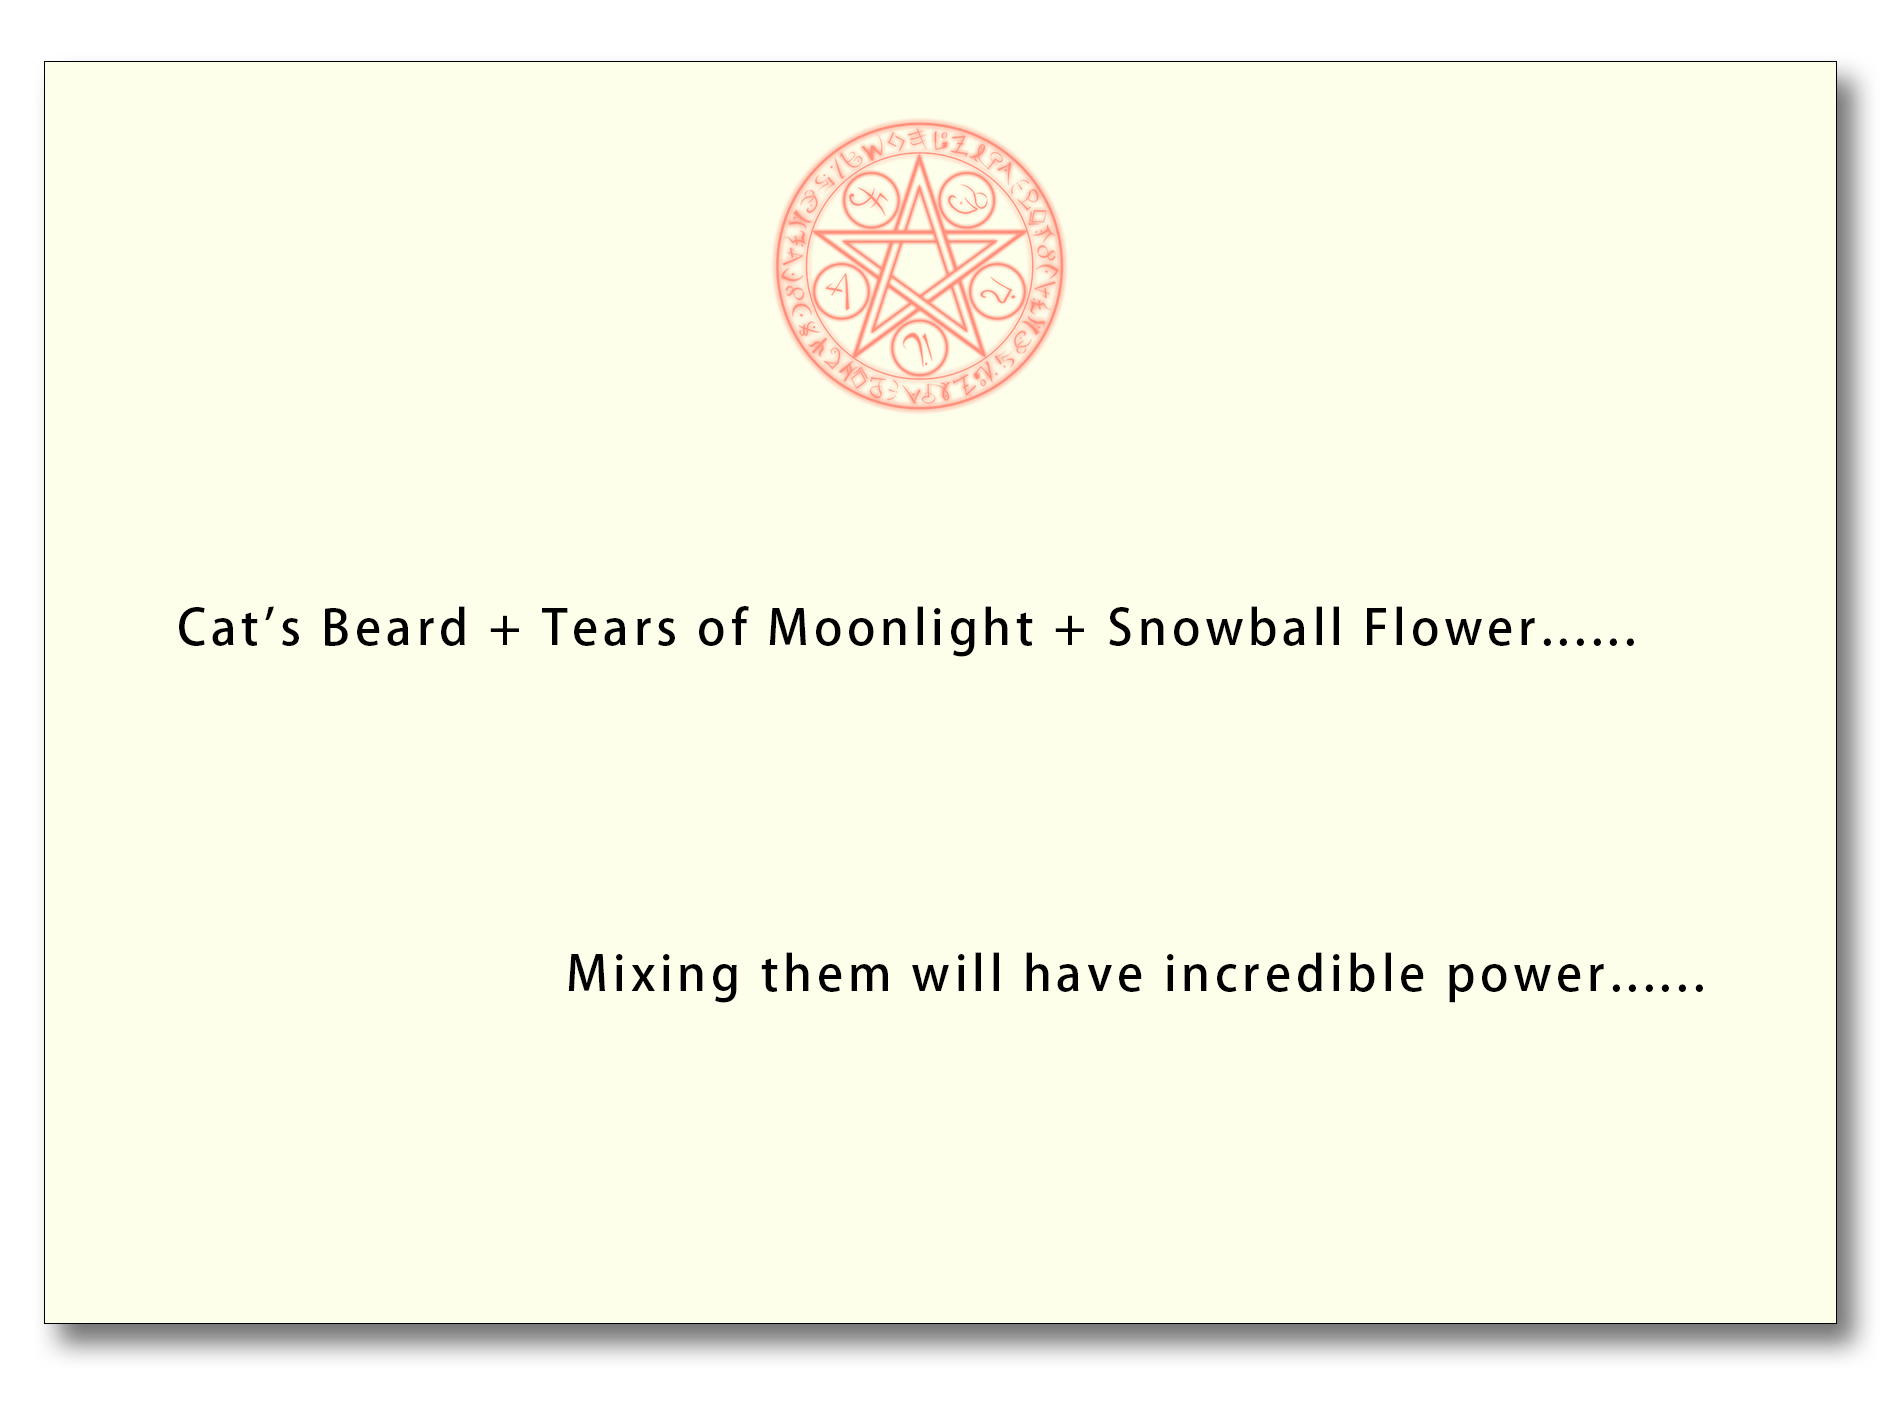 Cat’s Beard + Tears of Moonlight + Snowball Flower......
Mixing them will have incredible power......